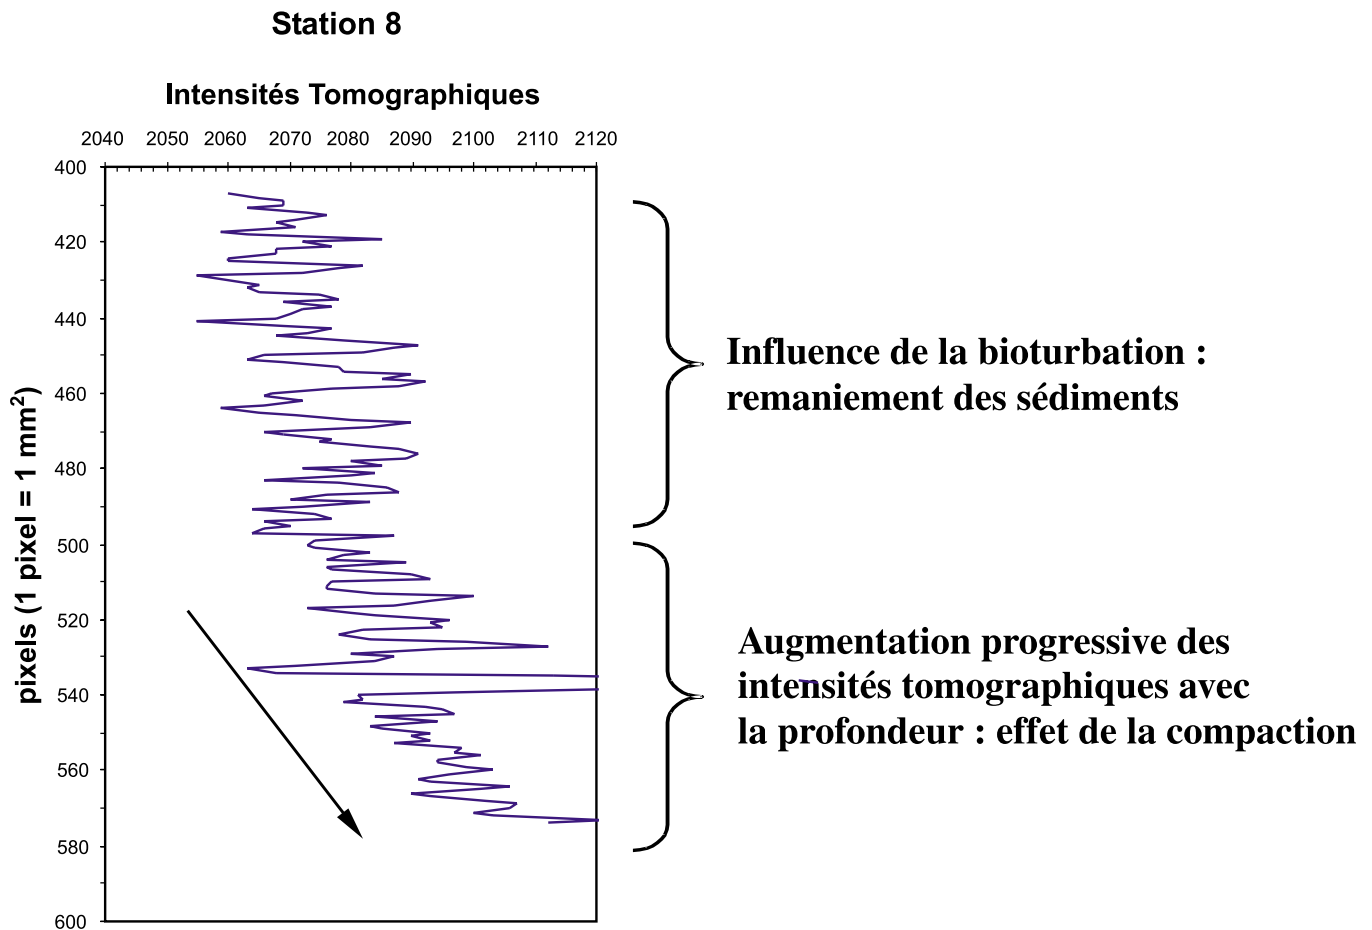 Station 8
Intensités Tomographiques
2040 2050 2060 2070 2080 2090 2100 2110 2120
400
420
440
460
480
500
520
540
560
580
600
pixels (1 pixel = 1 mm²)
Influence de la bioturbation :
remaniement des sédiments
Augmentation progressive des
intensités tomographiques avec
la profondeur : effet de la compaction